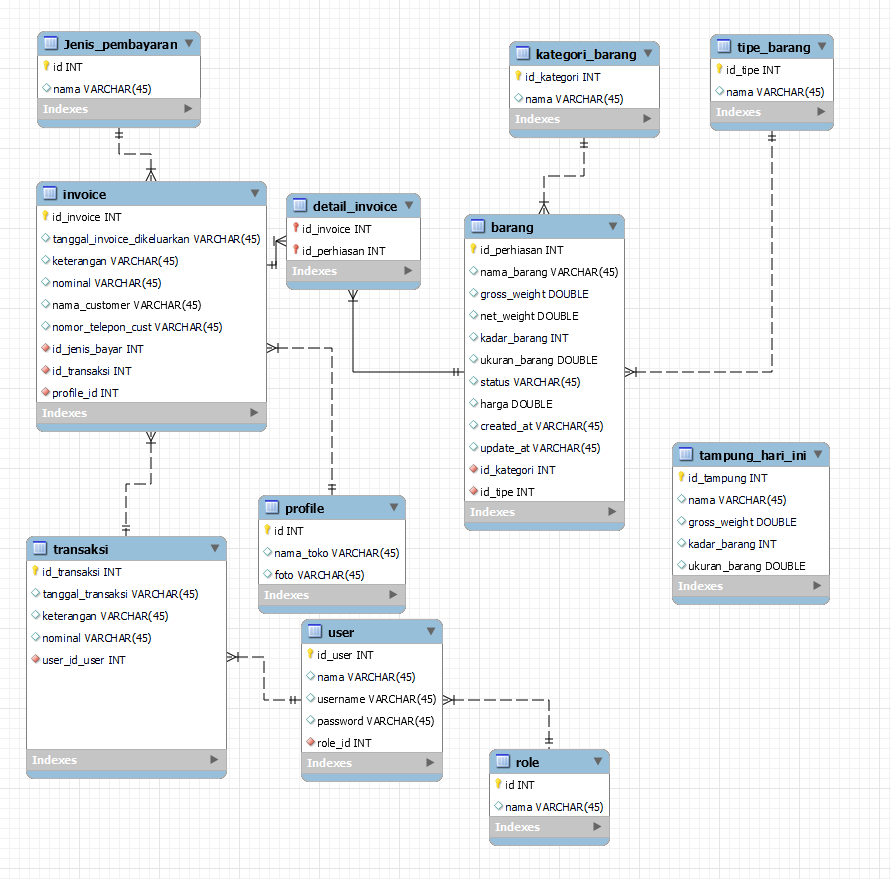 Jenis_pembayaran
id INT
nama VARCHAR(45)
Indexes
kategori_barang
id_kategori INT
nama VARCHAR(45)
Indexes
tipe_barang
id_tipe INT
nama VARCHAR(45)
Indexes
invoice
id_invoice INT
tanggal_invoice_dikeluarkan VARCHAR(45)
keterangan VARCHAR(45)
nominal VARCHAR(45)
nama_customer VARCHAR(45)
nomor_telepon_cust VARCHAR(45)
id_jenis_bayar INT
id_transaksi INT
profile_id INT
Indexes
detail_invoice
id_invoice INT
id_perhiasan INT
Indexes
barang
id_perhiasan INT
nama_barang VARCHAR(45)
gross_weight DOUBLE
net_weight DOUBLE
kadar_barang INT
ukuran_barang DOUBLE
status VARCHAR(45)
harga DOUBLE
created_at VARCHAR(45)
update_at VARCHAR(45)
id_kategori INT
id_tipe INT
Indexes
tampung_hari_ini
id_tampung INT
nama VARCHAR(45)
gross_weight DOUBLE
kadar_barang INT
ukuran_barang DOUBLE
Indexes
profile
id INT
nama_toko VARCHAR(45)
foto VARCHAR(45)
Indexes
transaksi
id_transaksi INT
tanggal_transaksi VARCHAR(45)
keterangan VARCHAR(45)
nominal VARCHAR(45)
user_id_user INT
Indexes
user
id_user INT
nama VARCHAR(45)
username VARCHAR(45)
password VARCHAR(45)
role_id INT
Indexes
role
id INT
nama VARCHAR(45)
Indexes